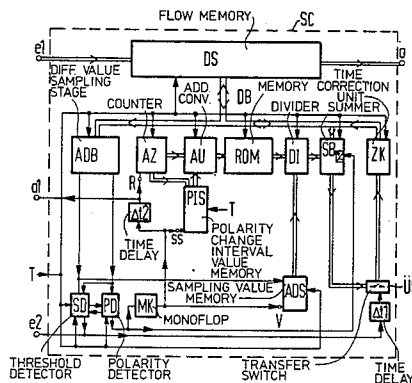 FLOW MEMORY
SC
e1
DS
a
DIFF. VALUE
SAMPLING
STAGE
COUNTER
ADD.
CONV.
DB
MEMORY
DIVIDER
TIME
CORRECTION
UNIT
SUMMER
ADB
AZ
AU
ROM
DI
SB
ZK
R
a1
Δt2
PIS
T
TIME
DELAY
SS
POLARITY
CHANGE
INTERVAL
VALUE
MEMORY
SAMPLING VALUE
MEMORY
ADS
Ü
T
SD
PD
MK
MONOFLOP
V
Δt1
e2
THRESHOLD
DETECTOR
POLARITY
DETECTOR
TRANSFER
SWITCH
TIME
DELAY